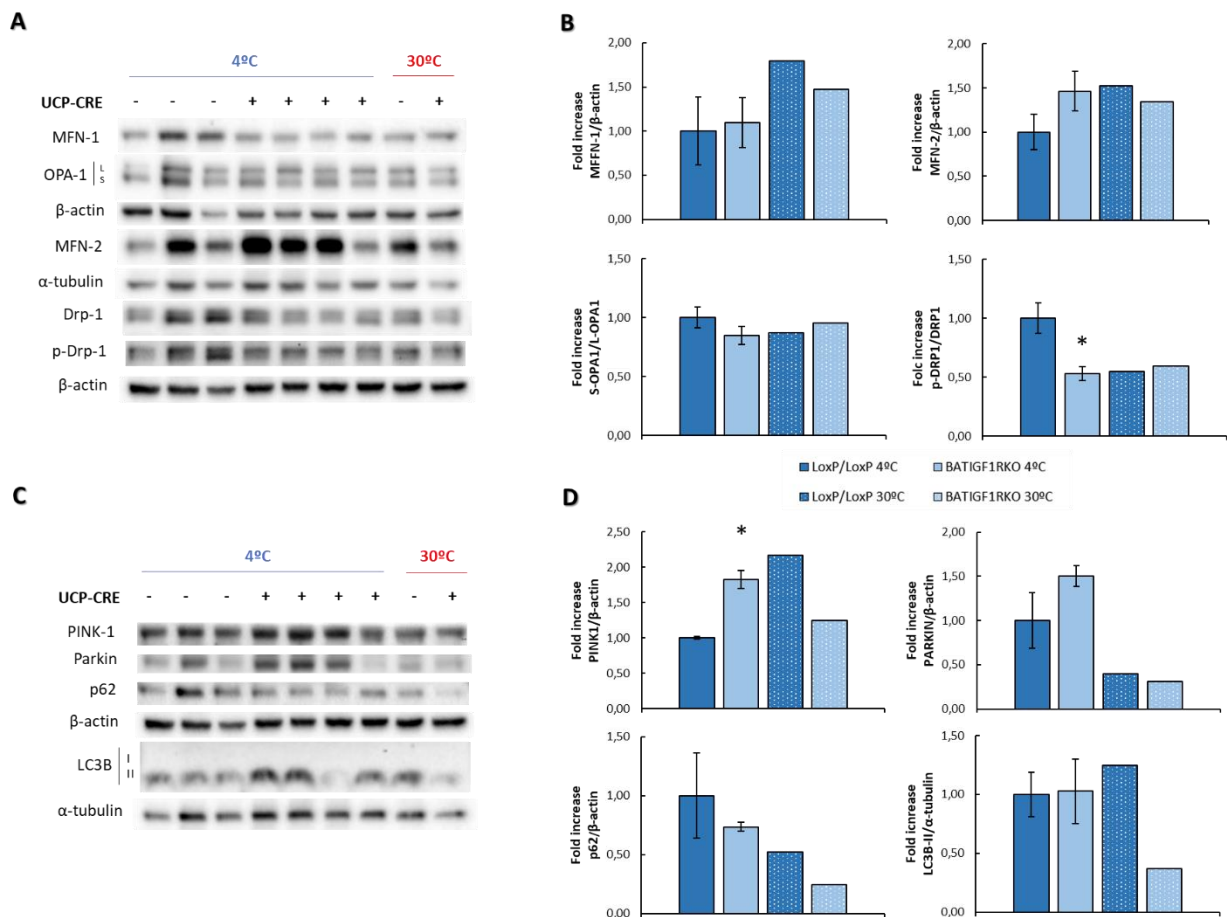 A
4ºC
30ºC
UCP-CRE - - - + + + + - +
MFN-1
OPA-1 L
S
β-actin
MFN-2
α-tubulin
Drp-1
p-Drp-1
β-actin
B
Fold increase
MFFN-1/β-actin
2,00
1,50
1,00
0,50
0,00
Fold increase
MFN-2/β-actin
2,00
1,50
1,00
0,50
0,00
Fold increase
S-OPA1/L-OPA1
1,50
1,00
0,50
0,00
Folc increase
p-DRP1/DRP1
1,50
1,00
0,50
0,00
*
LoxP/LoxP 4ºC
BATIGF1RKO 4ºC
LoxP/LoxP 30ºC
BATIGF1RKO 30ºC
C
4ºC
30ºC
UCP-CRE - - - + + + + - +
PINK-1
Parkin
p62
β-actin
LC3B I
II
α-tubulin
D
Fold increase
PINK1/β-actin
2,50
2,00
1,50
1,00
0,50
0,00
*
Fold increase
PARKIN/β-actin
2,00
1,50
1,00
0,50
0,00
Fold increase
p62/β-actin
1,50
1,00
0,50
0,00
Fold icnrease
LC3B-II/α-tubulin
1,50
1,00
0,50
0,00